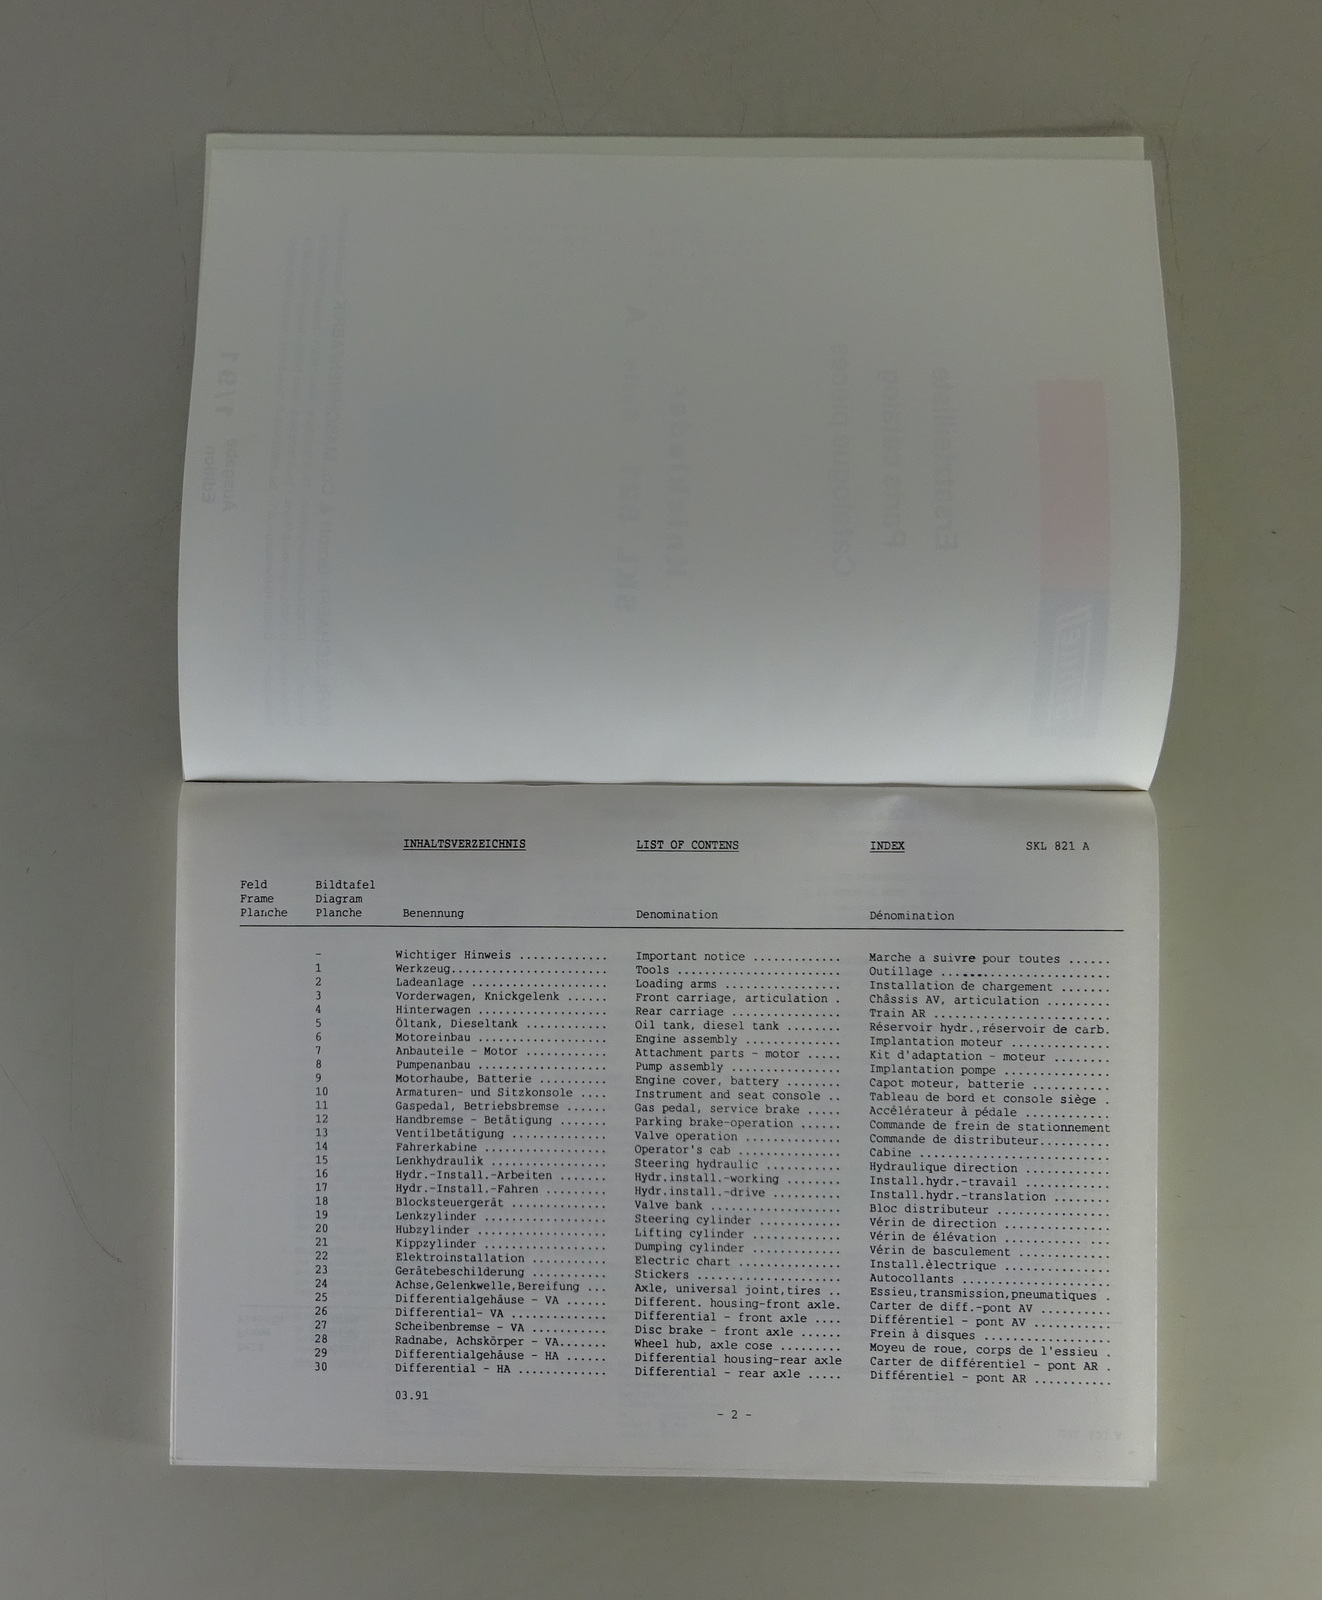 INHALTSVERZEICHNIS LIST OF CONTENS INDEX SKL 821 A
Feld Bildtafel
Frame Diagram
Planche Planche Benennung Denomination Dénomination
- Wichtiger Hinweis ............. Important notice ............. Marche a suivre pour toutes ......
1 Werkzeug........................ Tools ........................ Outillage ..........................
2 Ladeanlage ..................... Loading arms ................. Installation de chargement .......
3 Vorderwagen, Knickgelenk ...... Front carriage, articulation . Châssis AV, articulation .........
4 Hinterwagen .................... Rear carriage ................ Train AR ...........................
5 Öltank, Dieseltank ............ Oil tank, diesel tank ........ Réservoir hydr.,réservoir de carb.
6 Motoreinbau .................... Engine assembly .............. Implantation moteur ...............
7 Anbauteile - Motor ............ Attachment parts - motor ..... Kit d'adaptation - moteur ........
8 Pumpenanbau .................... Pump assembly ................ Implantation pompe ................
9 Motorhaube, Batterie .......... Engine cover, battery ........ Capot moteur, batterie ............
10 Armaturen- und Sitzkonsole .... Instrument and seat console .. Tableau de bord et console siège .
11 Gaspedal, Betriebsbremse ...... Gas pedal, service brake ..... Accélérateur à pédale .............
12 Handbremse - Betätigung ....... Parking brake-operation ...... Commande de frein de stationnement
13 Ventilbetätigung ............... Valve operation .............. Commande de distributeur..........
14 Fahrerkabine ................... Operator's cab ............... Cabine .............................
15 Lenkhydraulik .................. Steering hydraulic ........... Hydraulique direction .............
16 Hydr.-Install.-Arbeiten ....... Hydr.install.-working ........ Install.hydr.-travail .............
17 Hydr.-Install.-Fahren ......... Hydr.install.-drive .......... Install.hydr.-translation .........
18 Blocksteuergerät ............... Valve bank ................... Bloc distributeur .................
19 Lenkzylinder ................... Steering cylinder ............ Vérin de direction ................
20 Hubzylinder .................... Lifting cylinder ............. Vérin de élévation ................
21 Kippzylinder ................... Dumping cylinder ............. Vérin de basculement ..............
22 Elektroinstallation ........... Electric chart ............... Install.èlectrique ................
23 Gerätebeschilderung ........... Stickers ..................... Autocollants ......................
24 Achse,Gelenkwelle,Bereifung ... Axle, universal joint,tires .. Essieu,transmission,pneumatiques .
25 Differentialgehäuse - VA ...... Different. housing-front axle. Carter de diff.-pont AV ..........
26 Differential- VA .............. Differential - front axle .... Différentiel - pont AV ...........
27 Scheibenbremse - VA ........... Disc brake - front axle ...... Frein à disques ...................
28 Radnabe, Achskörper - VA....... Wheel hub, axle cose ......... Moyeu de roue, corps de l'essieu .
29 Differentialgehäuse - HA ...... Differential housing-rear axle Carter de différentiel - pont AR .
30 Differential - HA ............. Differential - rear axle ..... Différentiel - pont AR ...........
03.91
- 2 -